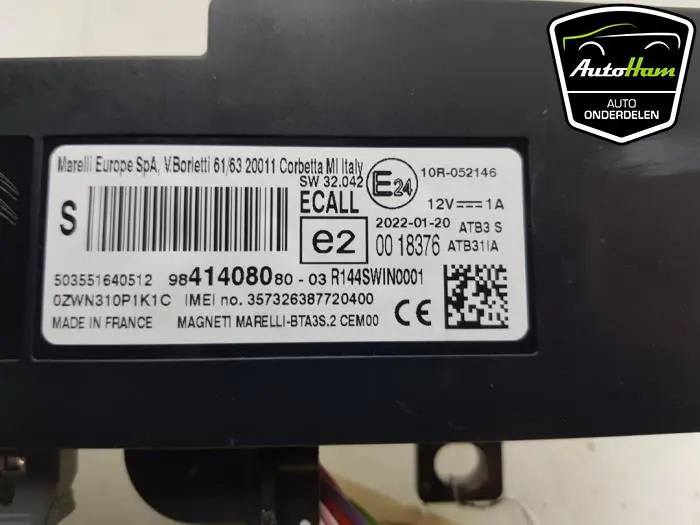 AutoHam
AUTO
ONDERDELEN
Marelli Europe SpA, V.Borletti 61/63 20011 Corbetta MI Italy
SW 32.042
E24
10R-052146
ECALL
12V 1A
S
e2
2022-01-20 ATB3 S
00 18376 ATB31IA
503551640512 9841408080-03 R144SWIN0001
0ZWN310P1K1C IMEI no. 357326387720400
MADE IN FRANCE MAGNETI MARELLI-BTA3S.2 CEM00 CE